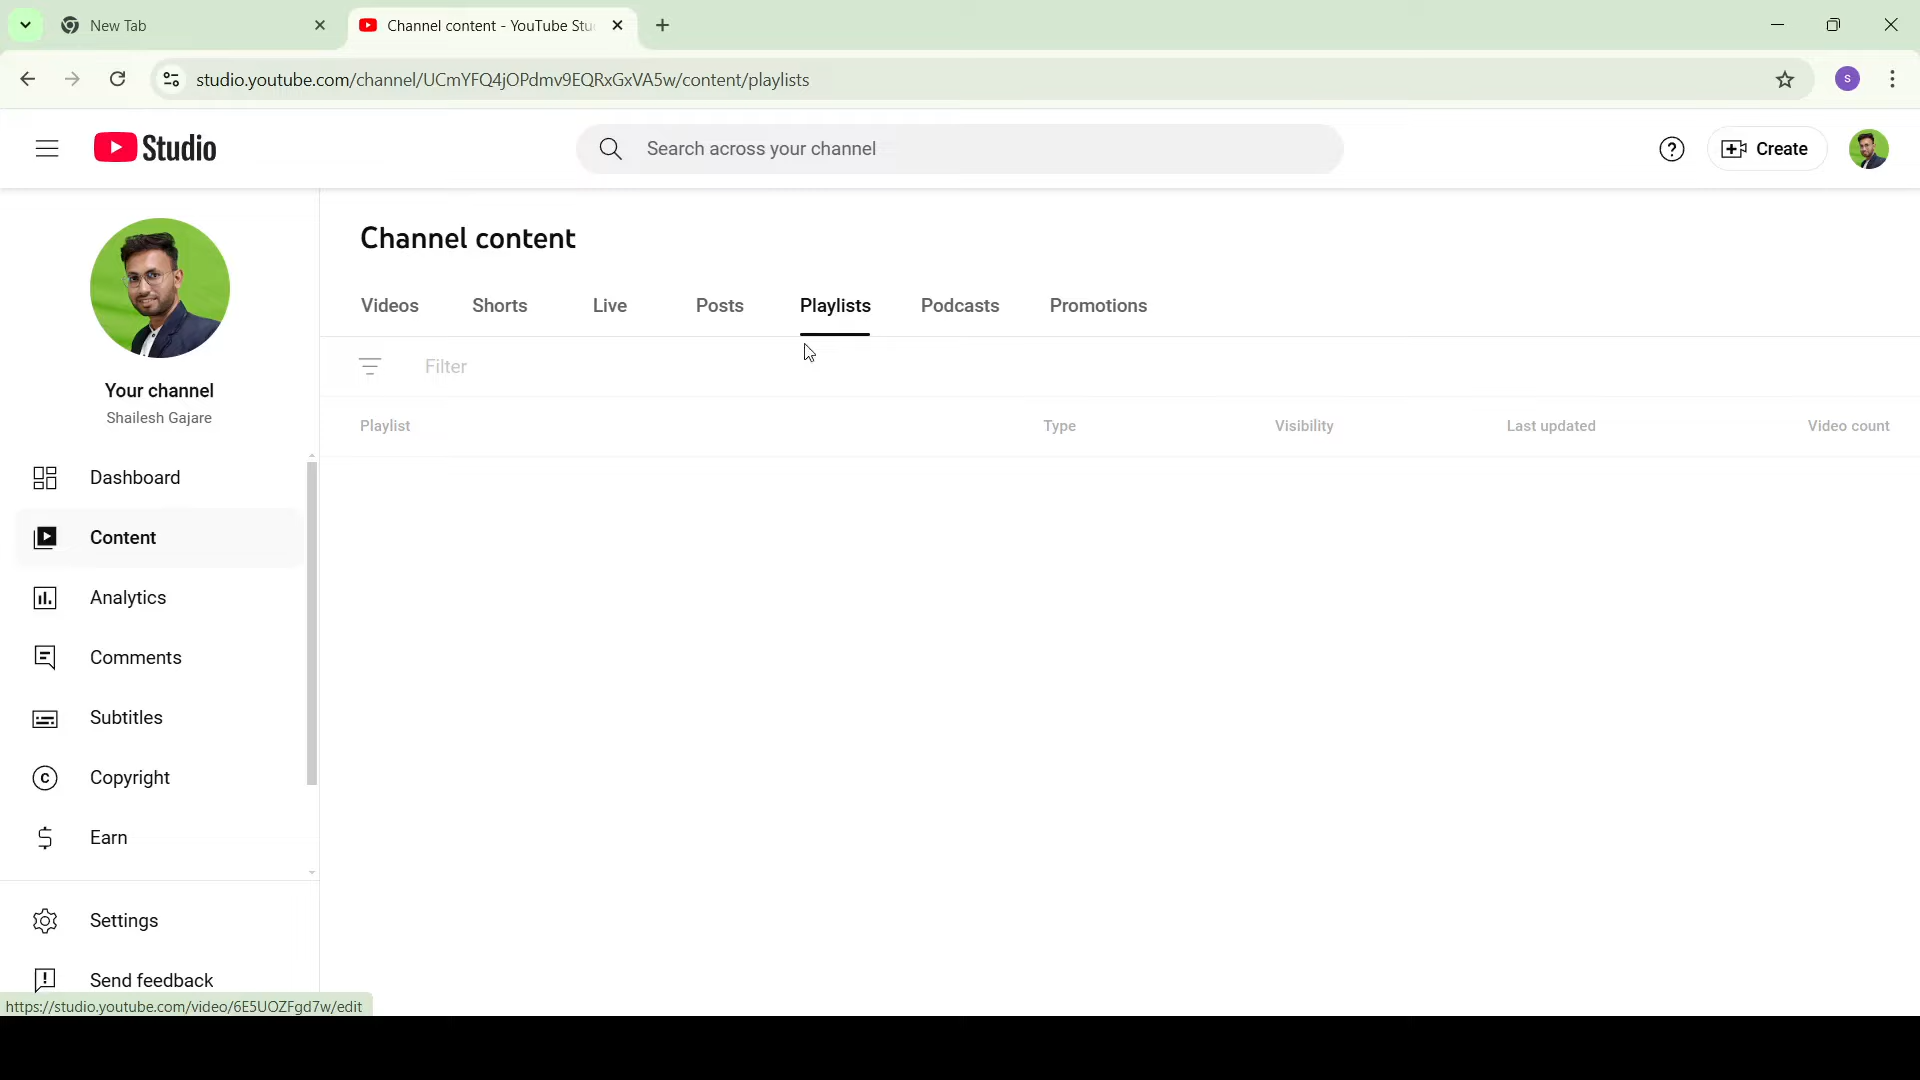 New Tab
Channel content - YouTube Stu
studio.youtube.com/channel/UCmYFQ4jOPdmv9EQRxGxVA5w/content/playlists
S
Studio
Search across your channel
Create
Your channel
Shailesh Gajare
Dashboard
Content
Analytics
Comments
Subtitles
Copyright
Earn
Settings
Send feedback
https://studio.youtube.com/video/6E5UOZFgd7w/edit
Channel content
Videos Shorts Live Posts Playlists Podcasts Promotions
Filter
Playlist Type Visibility Last updated Video count